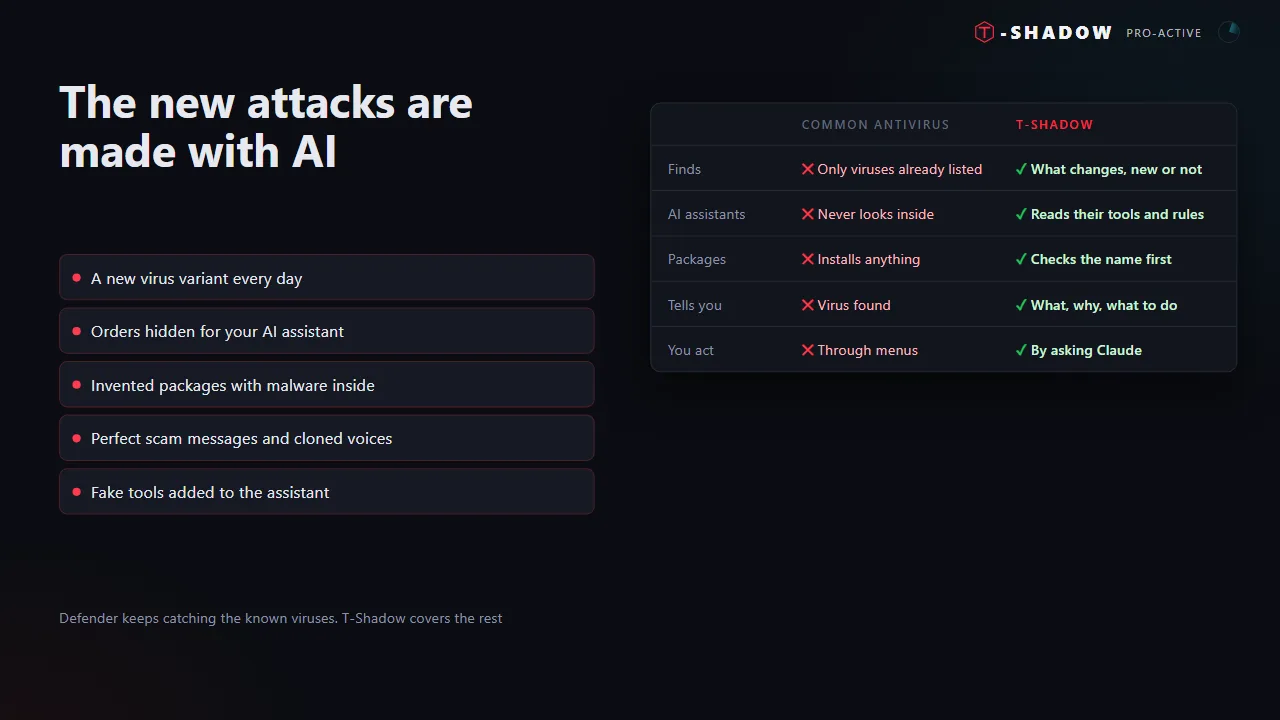 T-SHADOW PRO-ACTIVE
The new attacks are
made with AI
A new virus variant every day
Orders hidden for your AI assistant
Invented packages with malware inside
Perfect scam messages and cloned voices
Fake tools added to the assistant
Defender keeps catching the known viruses. T-Shadow covers the rest
COMMON ANTIVIRUS T-SHADOW
Finds ❌ Only viruses already listed ✓ What changes, new or not
AI assistants ❌ Never looks inside ✓ Reads their tools and rules
Packages ❌ Installs anything ✓ Checks the name first
Tells you ❌ Virus found ✓ What, why, what to do
You act ❌ Through menus ✓ By asking Claude